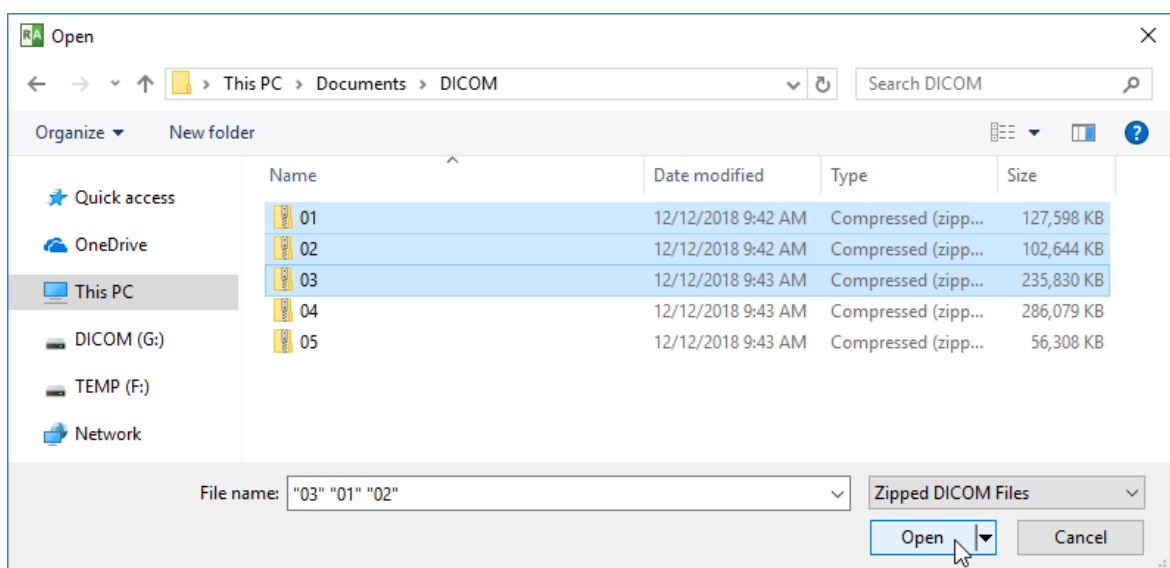 RA Open
This PC > Documents > DICOM Search DICOM
Organize New folder ?
Name Date modified Type Size
Quick access
01 12/12/2018 9:42 AM Compressed (zipp... 127,598 KB
OneDrive
02 12/12/2018 9:42 AM Compressed (zipp... 102,644 KB
This PC
03 12/12/2018 9:43 AM Compressed (zipp... 235,830 KB
04 12/12/2018 9:43 AM Compressed (zipp... 286,079 KB
DICOM (G:)
05 12/12/2018 9:43 AM Compressed (zipp... 56,308 KB
TEMP (F:)
Network
File name: "03" "01" "02" Zipped DICOM Files
Open Cancel